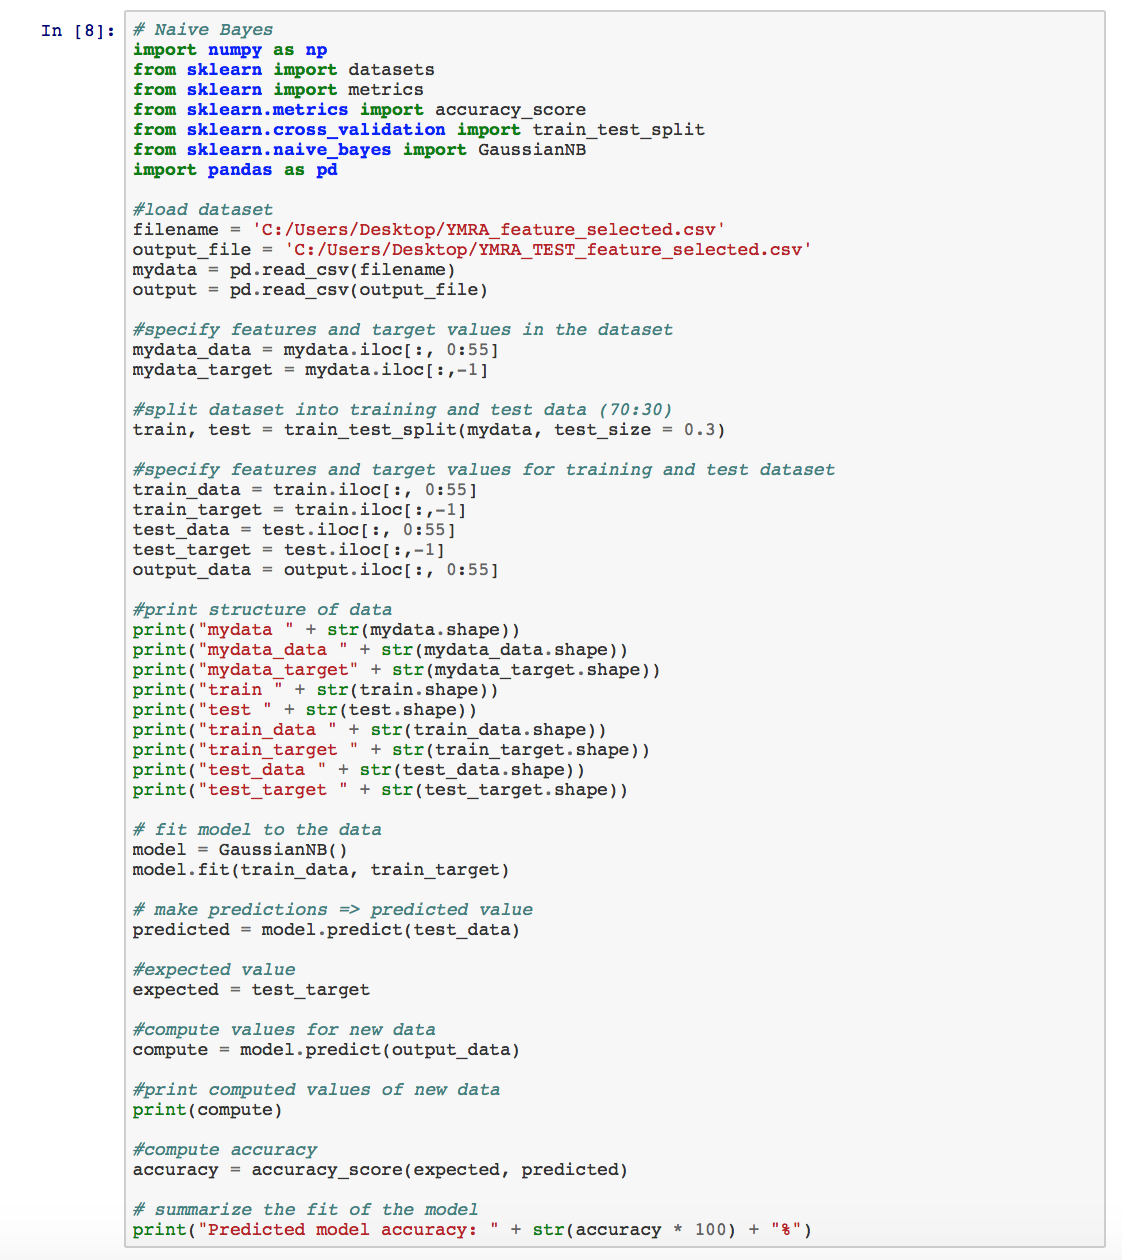 In [8]:
# Naive Bayes
import numpy as np
from sklearn import datasets
from sklearn import metrics
from sklearn.metrics import accuracy_score
from sklearn.cross_validation import train_test_split
from sklearn.naive_bayes import GaussianNB
import pandas as pd
#load dataset
filename = 'C:/Users/Desktop/YMRA_feature_selected.csv'
output_file = 'C:/Users/Desktop/YMRA_TEST_feature_selected.csv'
mydata = pd.read_csv(filename)
output = pd.read_csv(output_file)
#specify features and target values in the dataset
mydata_data = mydata.iloc[:, 0:55]
mydata_target = mydata.iloc[:,-1]
#split dataset into training and test data (70:30)
train, test = train_test_split(mydata, test_size = 0.3)
#specify features and target values for training and test dataset
train_data = train.iloc[:, 0:55]
train_target = train.iloc[:,-1]
test_data = test.iloc[:, 0:55]
test_target = test.iloc[:,-1]
output_data = output.iloc[:, 0:55]
#print structure of data
print("mydata " + str(mydata.shape))
print("mydata_data " + str(mydata_data.shape))
print("mydata_target" + str(mydata_target.shape))
print("train " + str(train.shape))
print("test " + str(test.shape))
print("train_data " + str(train_data.shape))
print("train_target " + str(train_target.shape))
print("test_data " + str(test_data.shape))
print("test_target " + str(test_target.shape))
# fit model to the data
model = GaussianNB()
model.fit(train_data, train_target)
# make predictions => predicted value
predicted = model.predict(test_data)
#expected value
expected = test_target
#compute values for new data
compute = model.predict(output_data)
#print computed values of new data
print(compute)
#compute accuracy
accuracy = accuracy_score(expected, predicted)
# summarize the fit of the model
print("Predicted model accuracy: " + str(accuracy * 100) + "%")